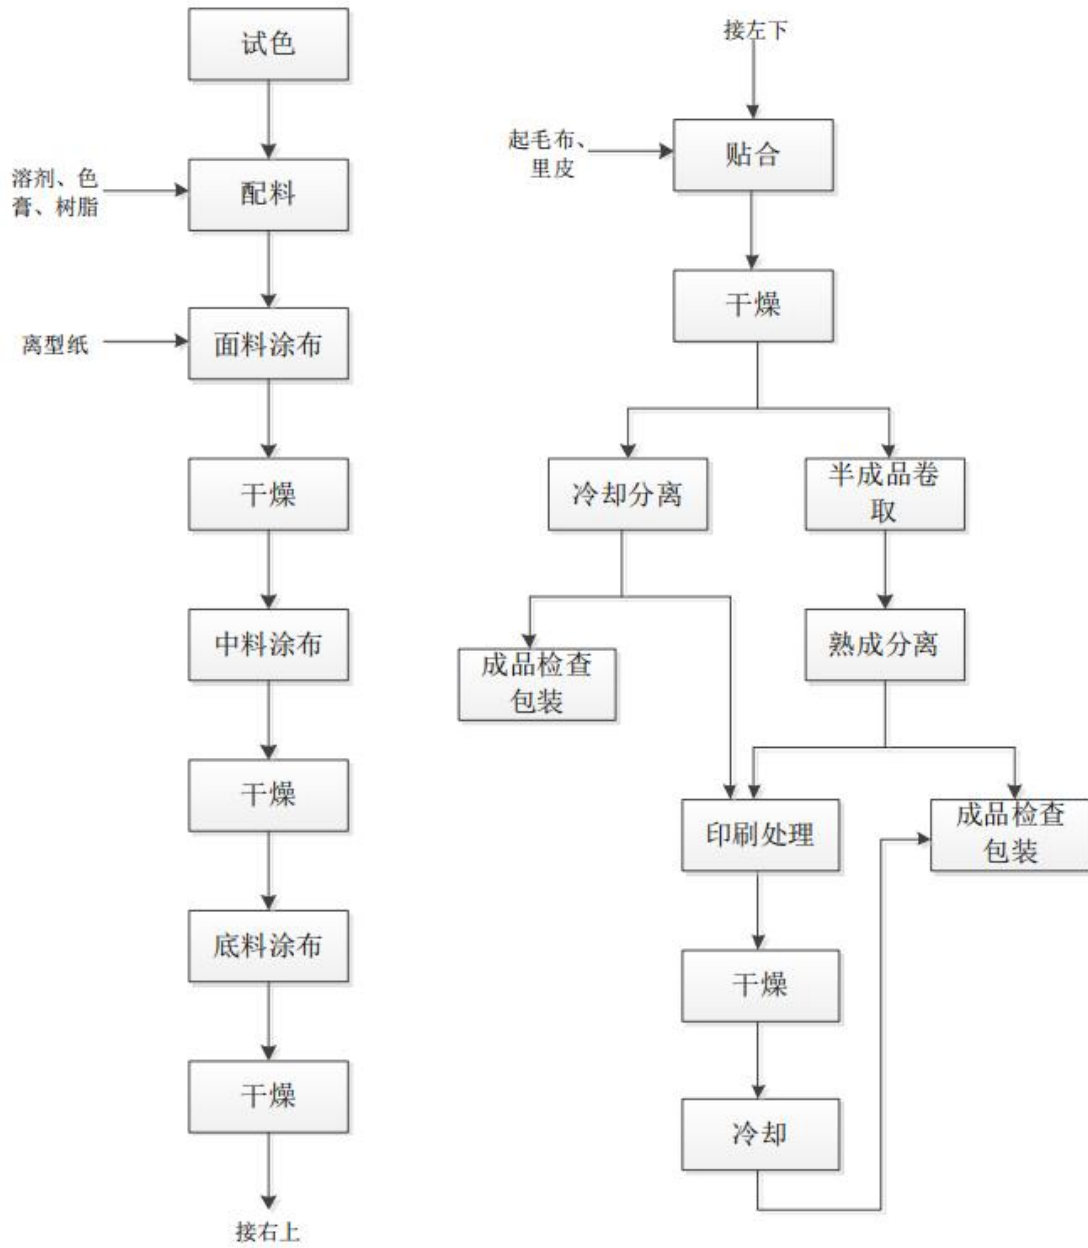 试色
溶剂、色
膏、树脂
配料
离型纸
面料涂布
干燥
中料涂布
干燥
底料涂布
干燥
接右上
接左下
起毛布、
里皮
贴合
干燥
冷却分离
半成品卷
取
成品检查
包装
熟成分离
印刷处理
成品检查
包装
干燥
冷却